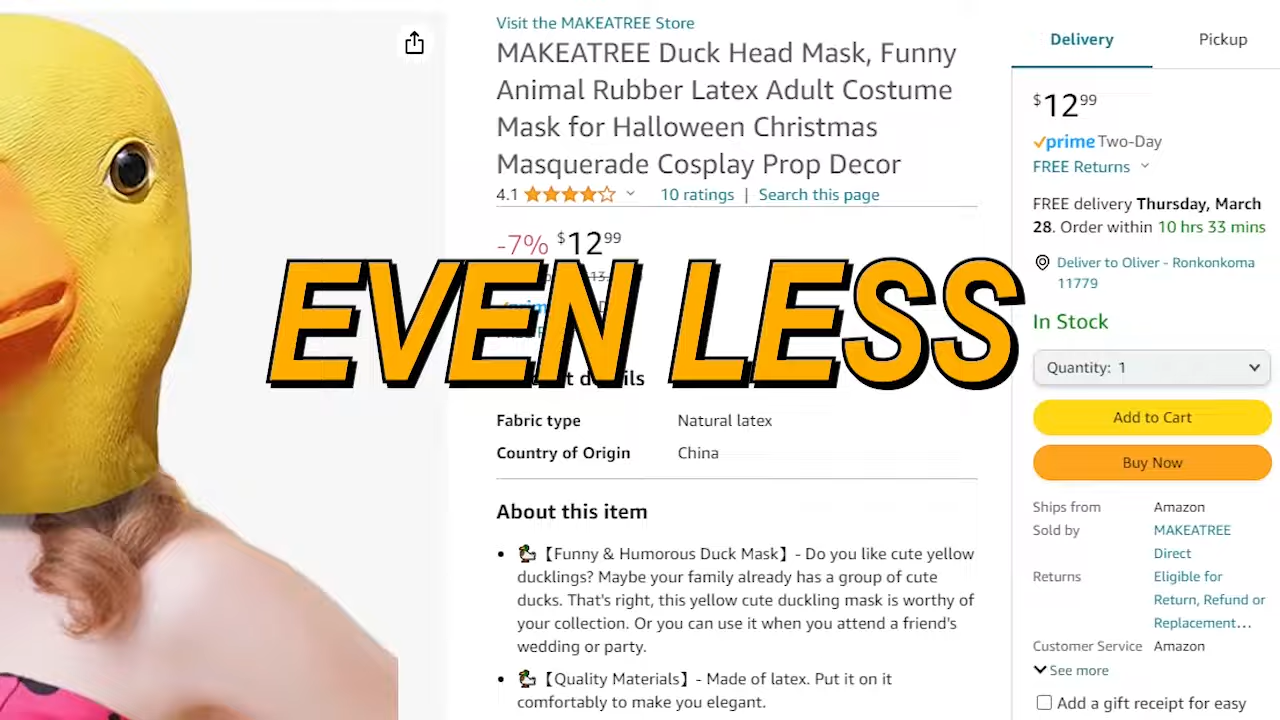 Visit the MAKEATREE Store
MAKEATREE Duck Head Mask, Funny
Animal Rubber Latex Adult Costume
Mask for Halloween Christmas
Masquerade Cosplay Prop Decor
4.1
10 ratings | Search this page
-7% $12 99
EVEN LESS
Fabric type Natural latex
Country of Origin China
About this item
• 🦆【Funny & Humorous Duck Mask】- Do you like cute yellow
ducklings? Maybe your family already has a group of cute
ducks. That's right, this yellow cute duckling mask is worthy of
your collection. Or you can use it when you attend a friend's
wedding or party.
• 🦆【Quality Materials】- Made of latex. Put it on it
comfortably to make you elegant.
Delivery Pickup
$12 99
prime Two-Day
FREE Returns
FREE delivery Thursday, March
28. Order within 10 hrs 33 mins
Deliver to Oliver - Ronkonkoma
11779
In Stock
Quantity: 1
Add to Cart
Buy Now
Ships from Amazon
Sold by MAKEATREE
Direct
Returns Eligible for
Return, Refund or
Replacement...
Customer Service Amazon
See more
Add a gift receipt for easy